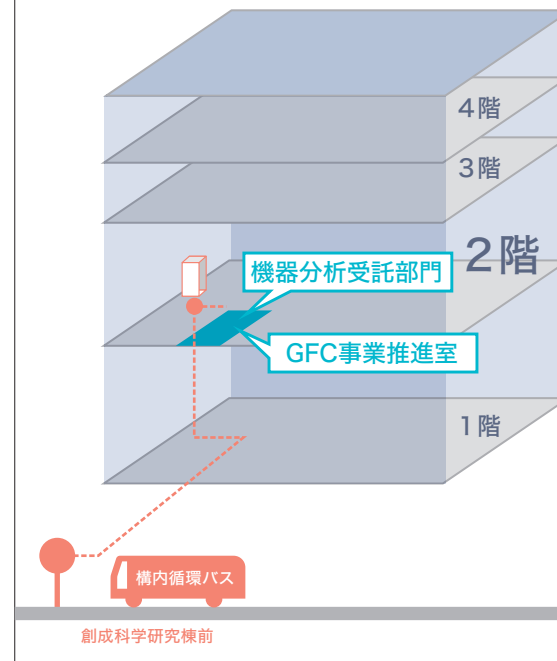 4階
3階
2階
機器分析受託部門
GFC事業推進室
1階
構内循環バス
創成科学研究棟前